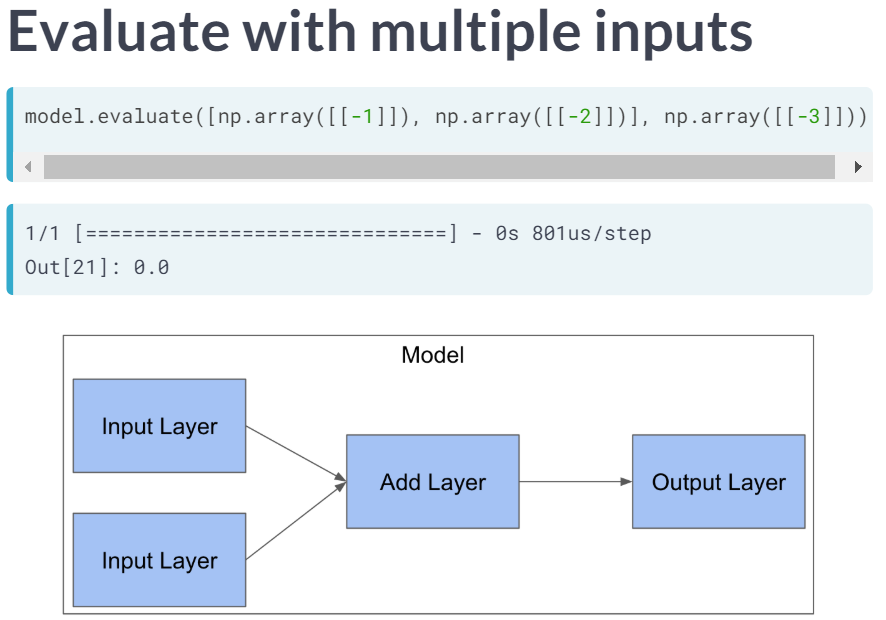 Evaluate with multiple inputs
model.evaluate([np.array([[-1]]), np.array([[-2]])], np.array([[-3]]))
1/1 [==============================] - 0s 801us/step
Out[21]: 0.0
Model
Input Layer
Add Layer
Output Layer
Input Layer